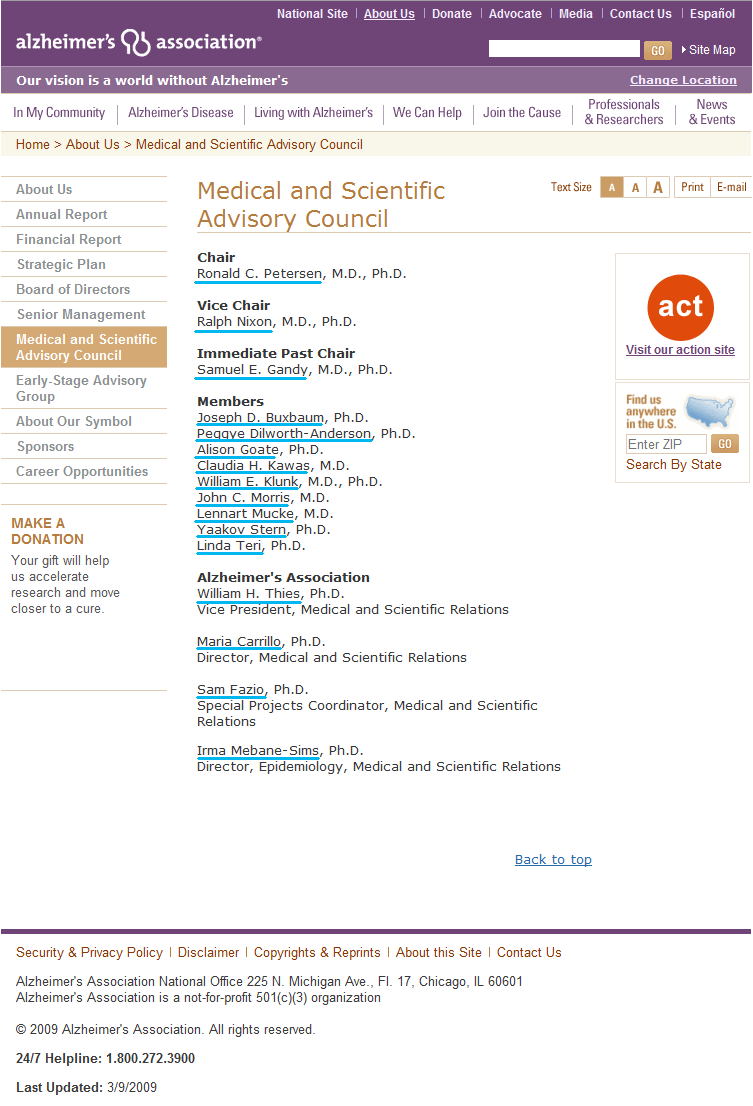 National Site | About Us | Donate | Advocate | Media | Contact Us | Español
alzheimer's association®
GO
Site Map
Our vision is a world without Alzheimer's
Change Location
In My Community | Alzheimer's Disease | Living with Alzheimer's | We Can Help | Join the Cause | Professionals & Researchers | News & Events
Home > About Us > Medical and Scientific Advisory Council
About Us
Annual Report
Financial Report
Strategic Plan
Board of Directors
Senior Management
Medical and Scientific
Advisory Council
Early-Stage Advisory
Group
About Our Symbol
Sponsors
Career Opportunities
MAKE A
DONATION
Your gift will help
us accelerate
research and move
closer to a cure.
Medical and Scientific
Advisory Council
Text Size A A A Print E-mail
Chair
Ronald C. Petersen, M.D., Ph.D.
Vice Chair
Ralph Nixon, M.D., Ph.D.
Immediate Past Chair
Samuel E. Gandy, M.D., Ph.D.
Members
Joseph D. Buxbaum, Ph.D.
Peggye Dilworth-Anderson, Ph.D.
Alison Goate, Ph.D.
Claudia H. Kawas, M.D.
William E. Klunk, M.D., Ph.D.
John C. Morris, M.D.
Lennart Mucke, M.D.
Yaakov Stern, Ph.D.
Linda Teri, Ph.D.
Alzheimer's Association
William H. Thies, Ph.D.
Vice President, Medical and Scientific Relations
Maria Carrillo, Ph.D.
Director, Medical and Scientific Relations
Sam Fazio, Ph.D.
Special Projects Coordinator, Medical and Scientific
Relations
Irma Mebane-Sims, Ph.D.
Director, Epidemiology, Medical and Scientific Relations
Back to top
act
Visit our action site
Find us
anywhere
in the U.S.
Enter ZIP GO
Search By State
Security & Privacy Policy | Disclaimer | Copyrights & Reprints | About this Site | Contact Us
Alzheimer's Association National Office 225 N. Michigan Ave., Fl. 17, Chicago, IL 60601
Alzheimer's Association is a not-for-profit 501(c)(3) organization
© 2009 Alzheimer's Association. All rights reserved.
24/7 Helpline: 1.800.272.3900
Last Updated: 3/9/2009